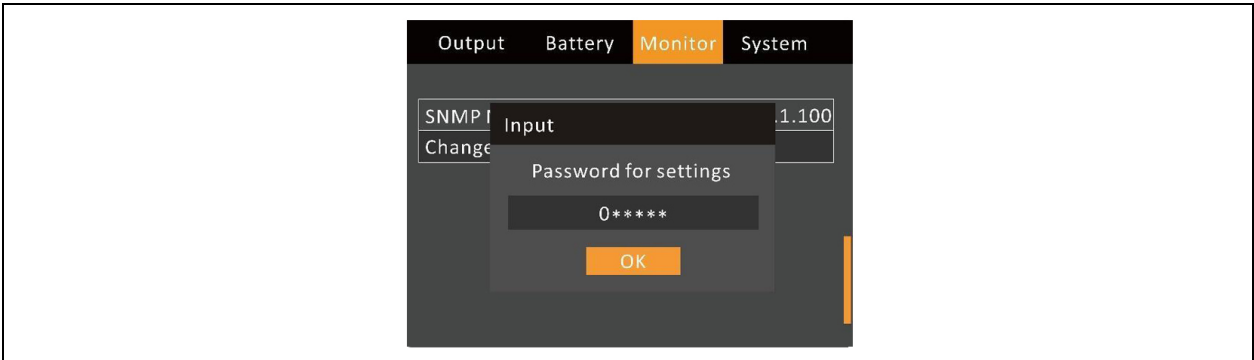 Output Battery Monitor System
SNMP .1.100
Change
Input
Password for settings
0*****
OK